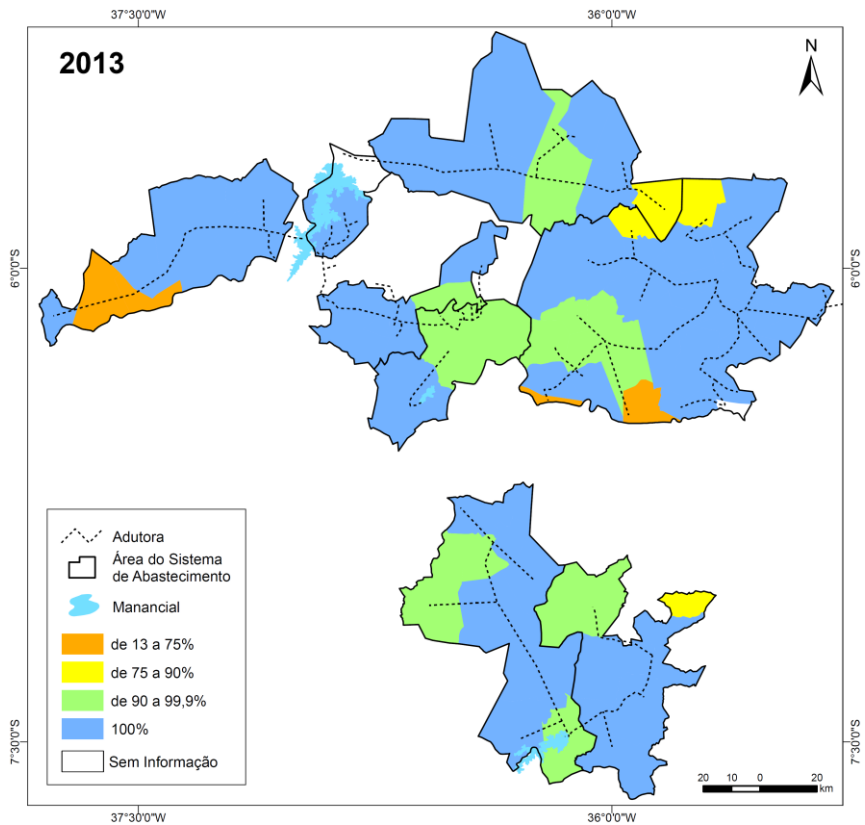 37°30'0"W 36°0'0"W
2013
N
6°0'0"S 6°0'0"S
Adutora
Área do Sistema
de Abastecimento
Manancial
de 13 a 75%
de 75 a 90%
de 90 a 99,9%
100%
Sem Informação
7°30'0"S 7°30'0"S
20 10 0 20
km
37°30'0"W 36°0'0"W